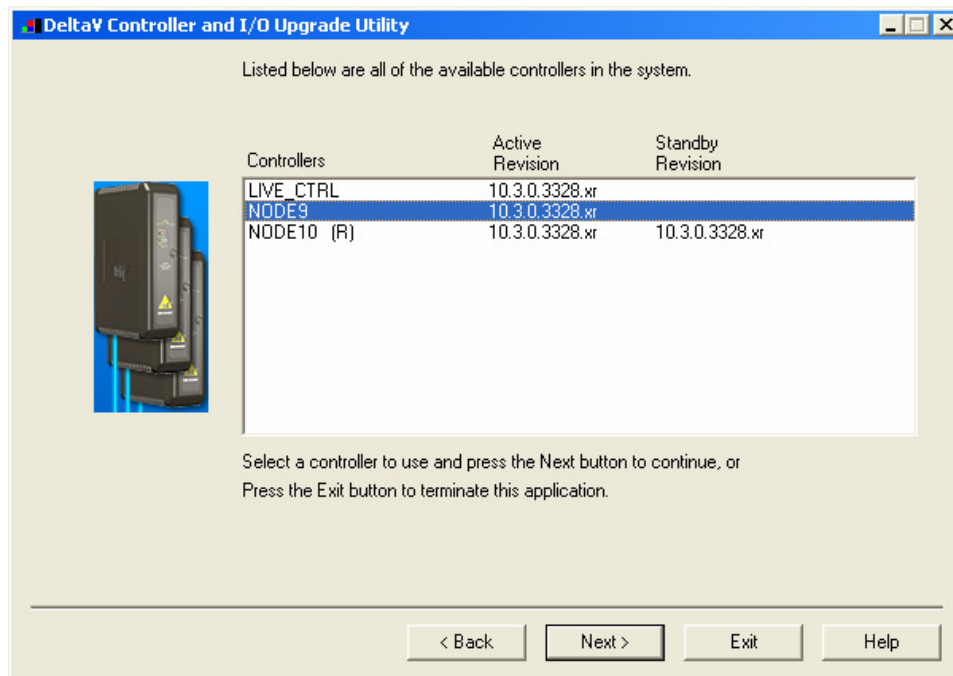 DeltaV Controller and I/O Upgrade Utility
Listed below are all of the available controllers in the system.
Controllers Active Revision Standby Revision
LIVE_CTRL 10.3.0.3328.xr
NODE9 10.3.0.3328.xr
NODE10 (R) 10.3.0.3328.xr 10.3.0.3328.xr
Select a controller to use and press the Next button to continue, or
Press the Exit button to terminate this application.
< Back Next > Exit Help